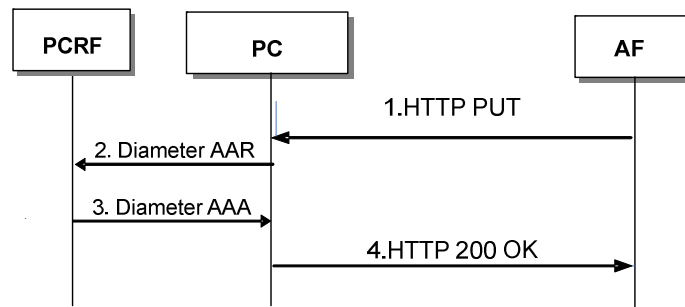 PCRF
PC
AF
1.HTTP PUT
2. Diameter AAR
3. Diameter AAA
4.HTTP 200 OK